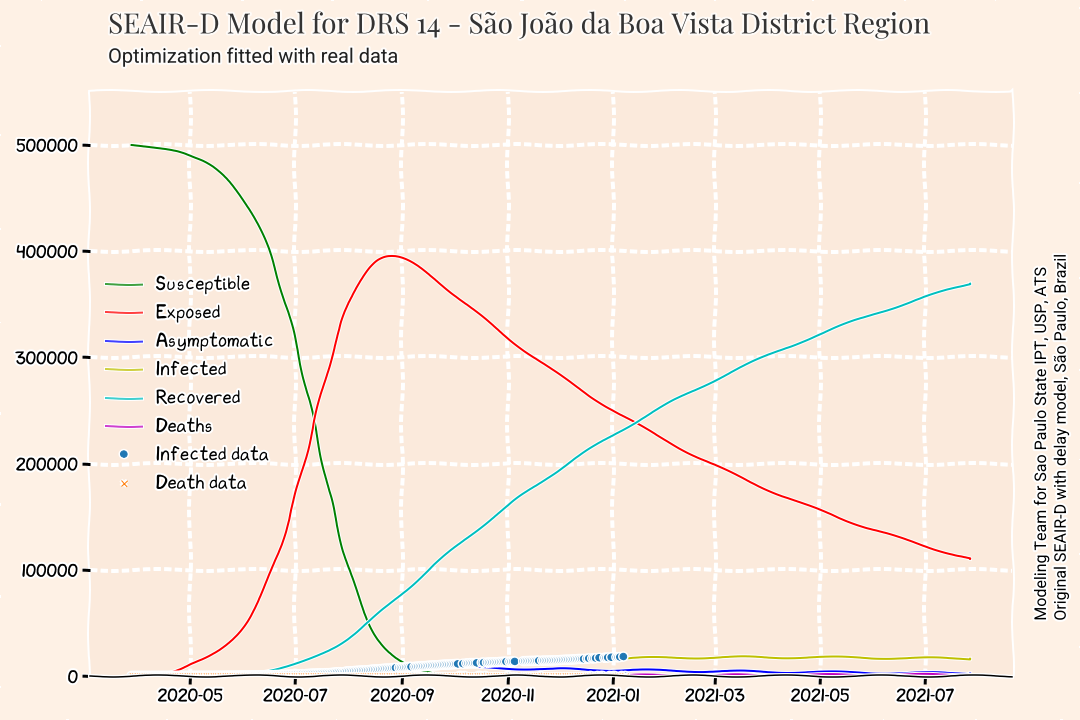 SEAIR-D Model for DRS 14 - São João da Boa Vista District Region
Optimization fitted with real data
500000
400000
300000
200000
100000
0
Susceptible
Exposed
Asymptomatic
Infected
Recovered
Deaths
Infected data
Death data
2020-05
2020-07
2020-09
2020-11
2021-01
2021-03
2021-05
2021-07
Modeling Team for Sao Paulo State IPT, USP, ATS
Original SEAIR-D with delay model, São Paulo, Brazil